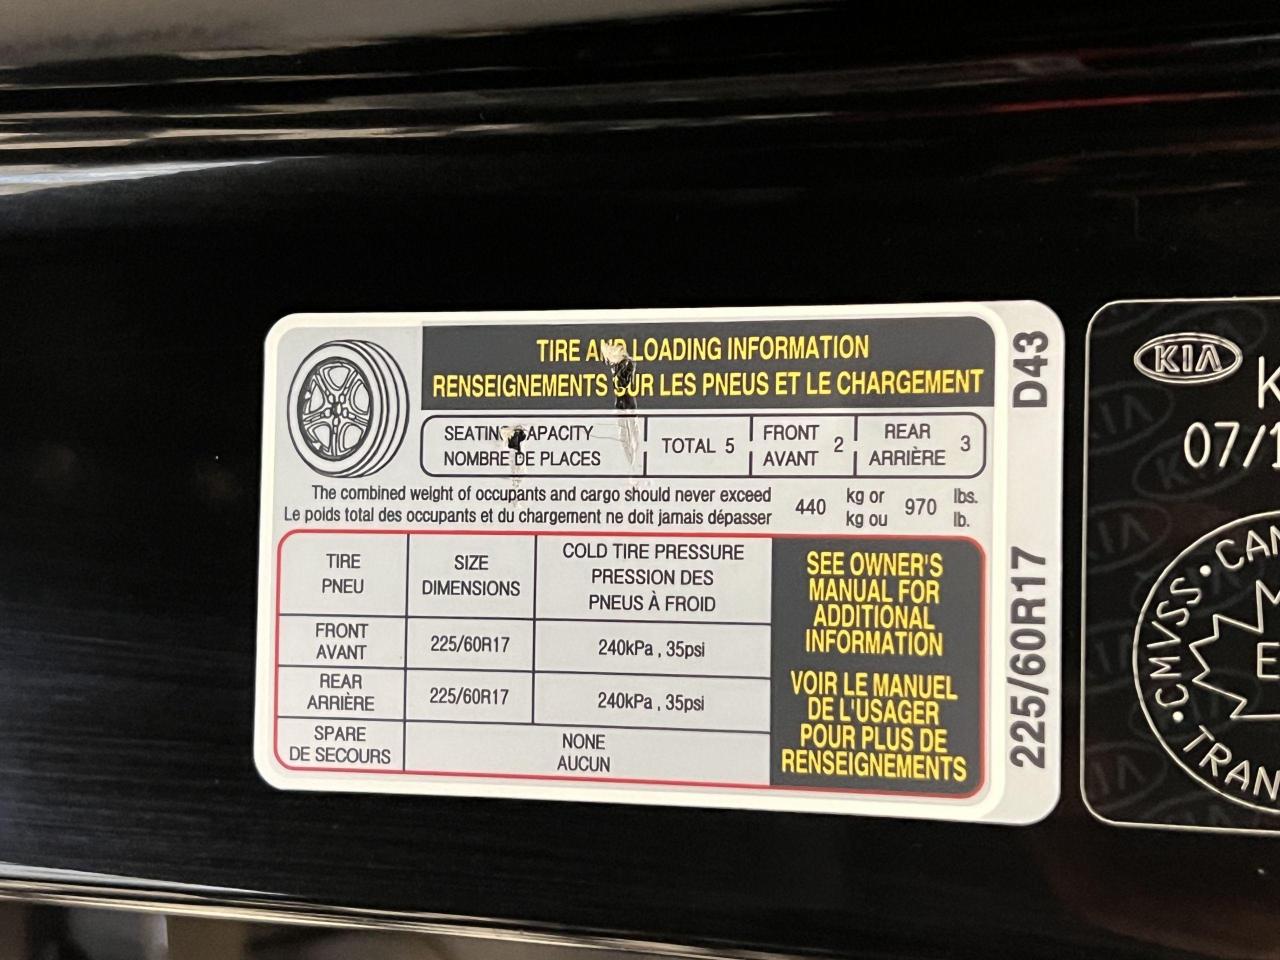 TIRE AND LOADING INFORMATION
RENSEIGNEMENTS SUR LES PNEUS ET LE CHARGEMENT
SEATING CAPACITY
NOMBRE DE PLACES
TOTAL 5
FRONT
AVANT
2
REAR
ARRIÈRE
3
The combined weight of occupants and cargo should never exceed
Le poids total des occupants et du chargement ne doit jamais dépasser
440
kg or
kg ou
970
lbs.
lb.
TIRE
PNEU
SIZE
DIMENSIONS
COLD TIRE PRESSURE
PRESSION DES
PNEUS À FROID
FRONT
AVANT
225/60R17
240kPa , 35psi
REAR
ARRIÈRE
225/60R17
240kPa , 35psi
SPARE
DE SECOURS
NONE
AUCUN
SEE OWNER'S
MANUAL FOR
ADDITIONAL
INFORMATION
VOIR LE MANUEL
DE L'USAGER
POUR PLUS DE
RENSEIGNEMENTS
D43
225/60R17
KIA
K
07/1
CMVSS